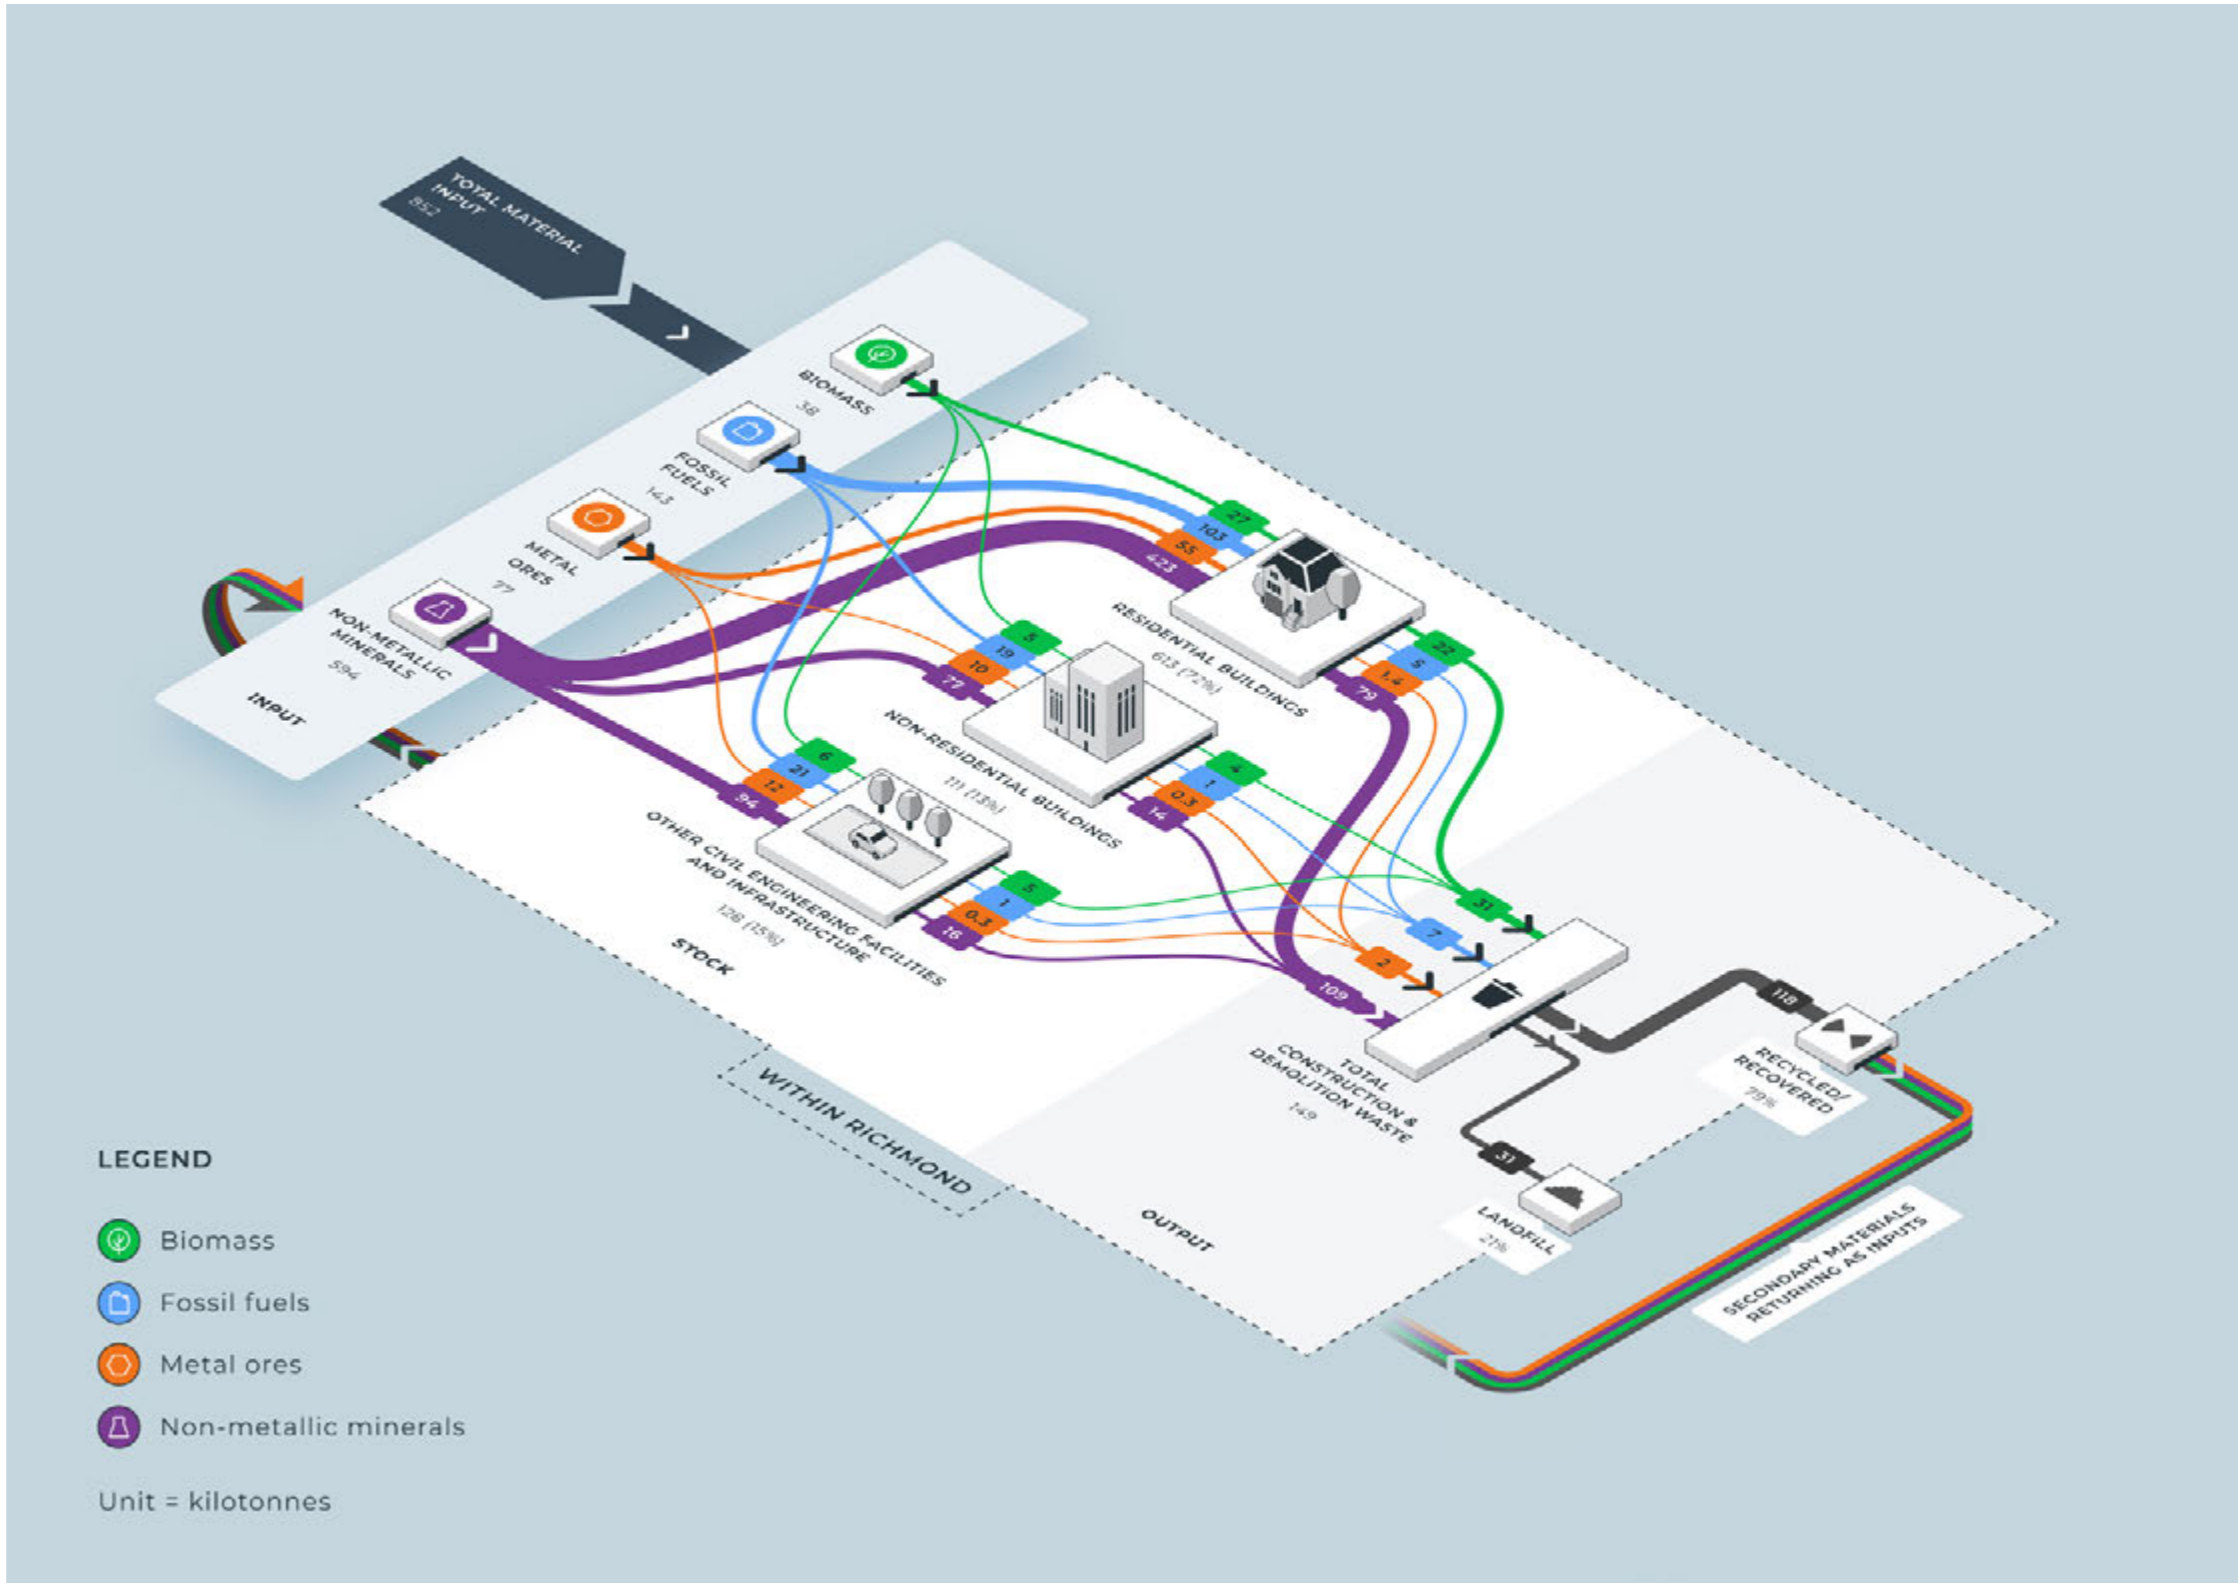 TOTAL MATERIAL
INPUT
852
BIOMASS
38
FOSSIL
FUELS
143
METAL
ORES
77
NON-METALLIC
MINERALS
594
INPUT
27
103
55
423
RESIDENTIAL BUILDINGS
613 (72%)
22
5
1.4
79
5
19
10
77
NON-RESIDENTIAL BUILDINGS
111 (13%)
4
1
0.3
14
6
21
12
94
OTHER CIVIL ENGINEERING FACILITIES
AND INFRASTRUCTURE
128 (15%)
5
1
0.3
16
STOCK
31
7
2
109
TOTAL
CONSTRUCTION &
DEMOLITION WASTE
149
118
RECYCLED/
RECOVERED
79%
31
LANDFILL
21%
OUTPUT
WITHIN RICHMOND
SECONDARY MATERIALS
RETURNING AS INPUTS
LEGEND
Biomass
Fossil fuels
Metal ores
Non-metallic minerals
Unit = kilotonnes